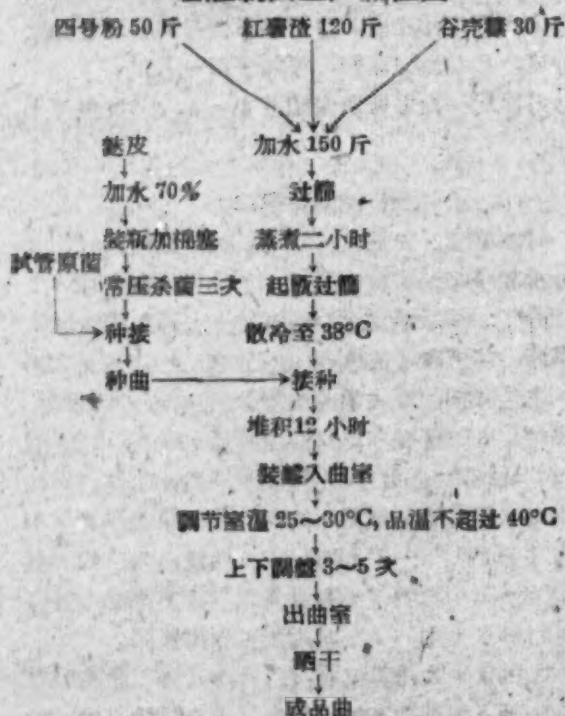 四号粉 50 斤 紅薯渣 120 斤 谷壳糠 30 斤
麩皮 加水 150 斤
加水 70% 过篩
装瓶加棉塞 蒸煮二小时
試管原菌
常压杀菌三次 起甑过篩
种接 散冷至 38°C
种曲 接种
堆积12 小时
装盤入曲室
調节室温 25～30°C, 品温不超过 40°C
上下調盤 3～5 次
出曲室
晒干
成品曲